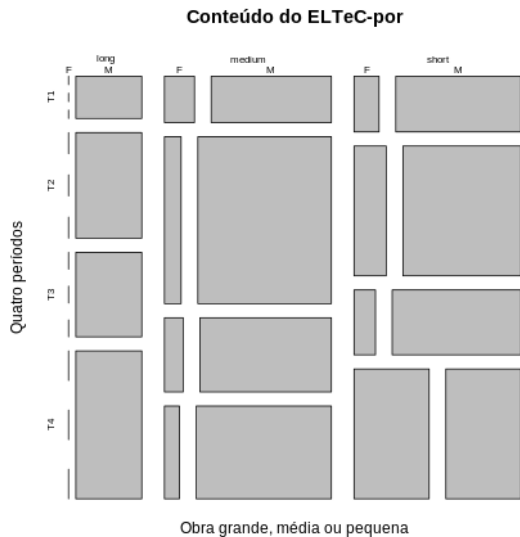 Conteúdo do ELTeC-por
long medium short
F M F M F M
T1
T2
T3
T4
Quatro períodos
Obra grande, média ou pequena